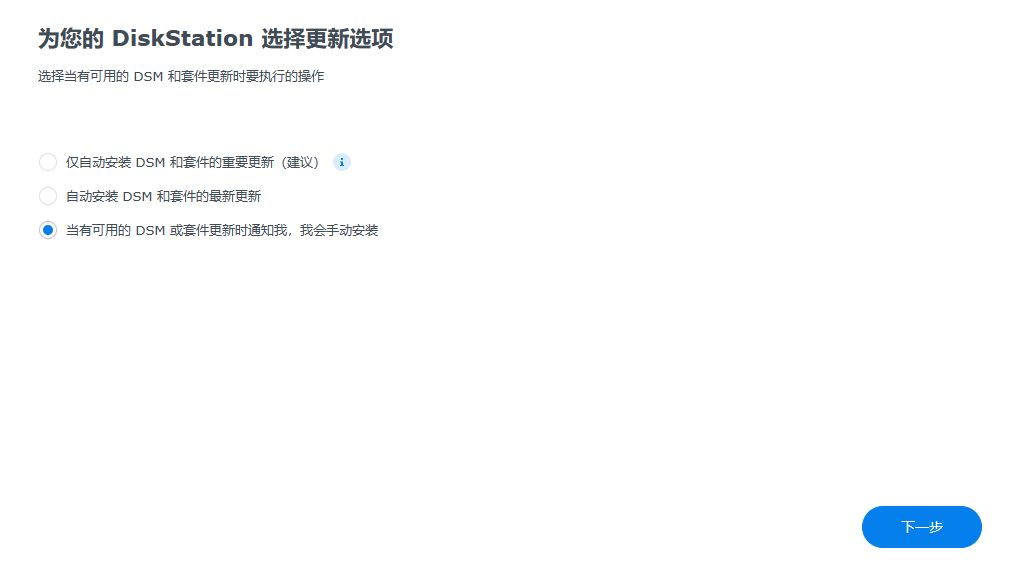 为您的 DiskStation 选择更新选项
选择当有可用的 DSM 和套件更新时要执行的操作
仅自动安装 DSM 和套件的重要更新（建议） i
自动安装 DSM 和套件的最新更新
当有可用的 DSM 或套件更新时通知我，我会手动安装
下一步